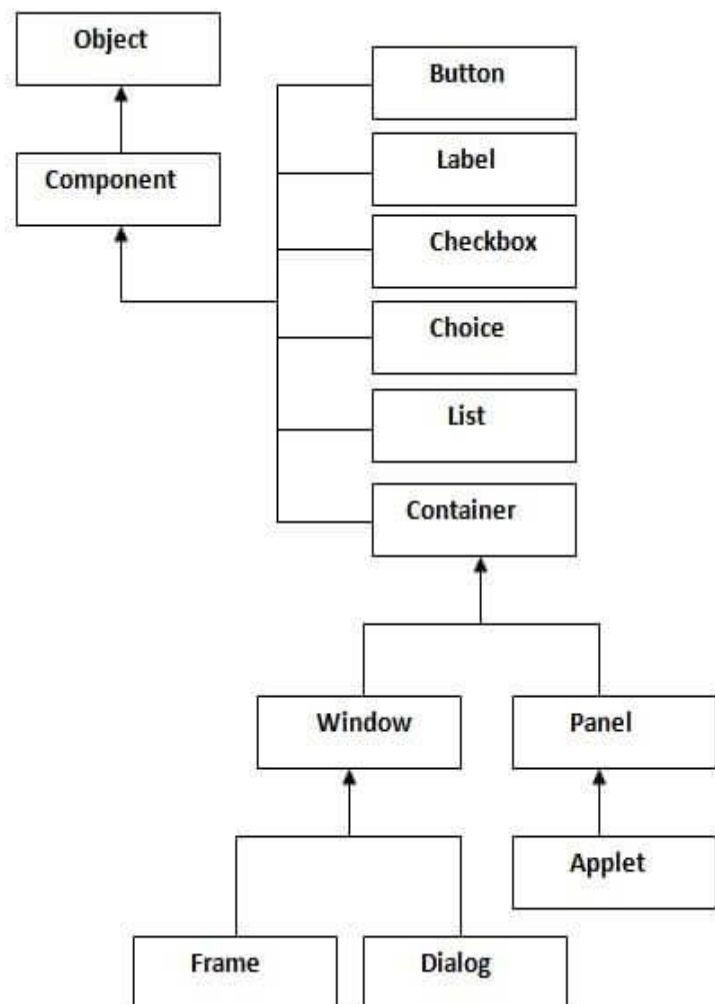 Object
Button
Label
Component
Checkbox
Choice
List
Container
Window
Panel
Applet
Frame
Dialog